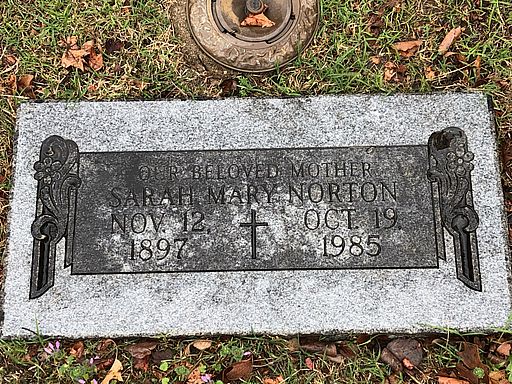 OUR BELOVED MOTHER
SARAH MARY NORTON
NOV. 12, OCT. 19,
1897 1985